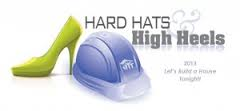 HARD HATS
&
High Heels
2013
Let's Build a House
Tonight!